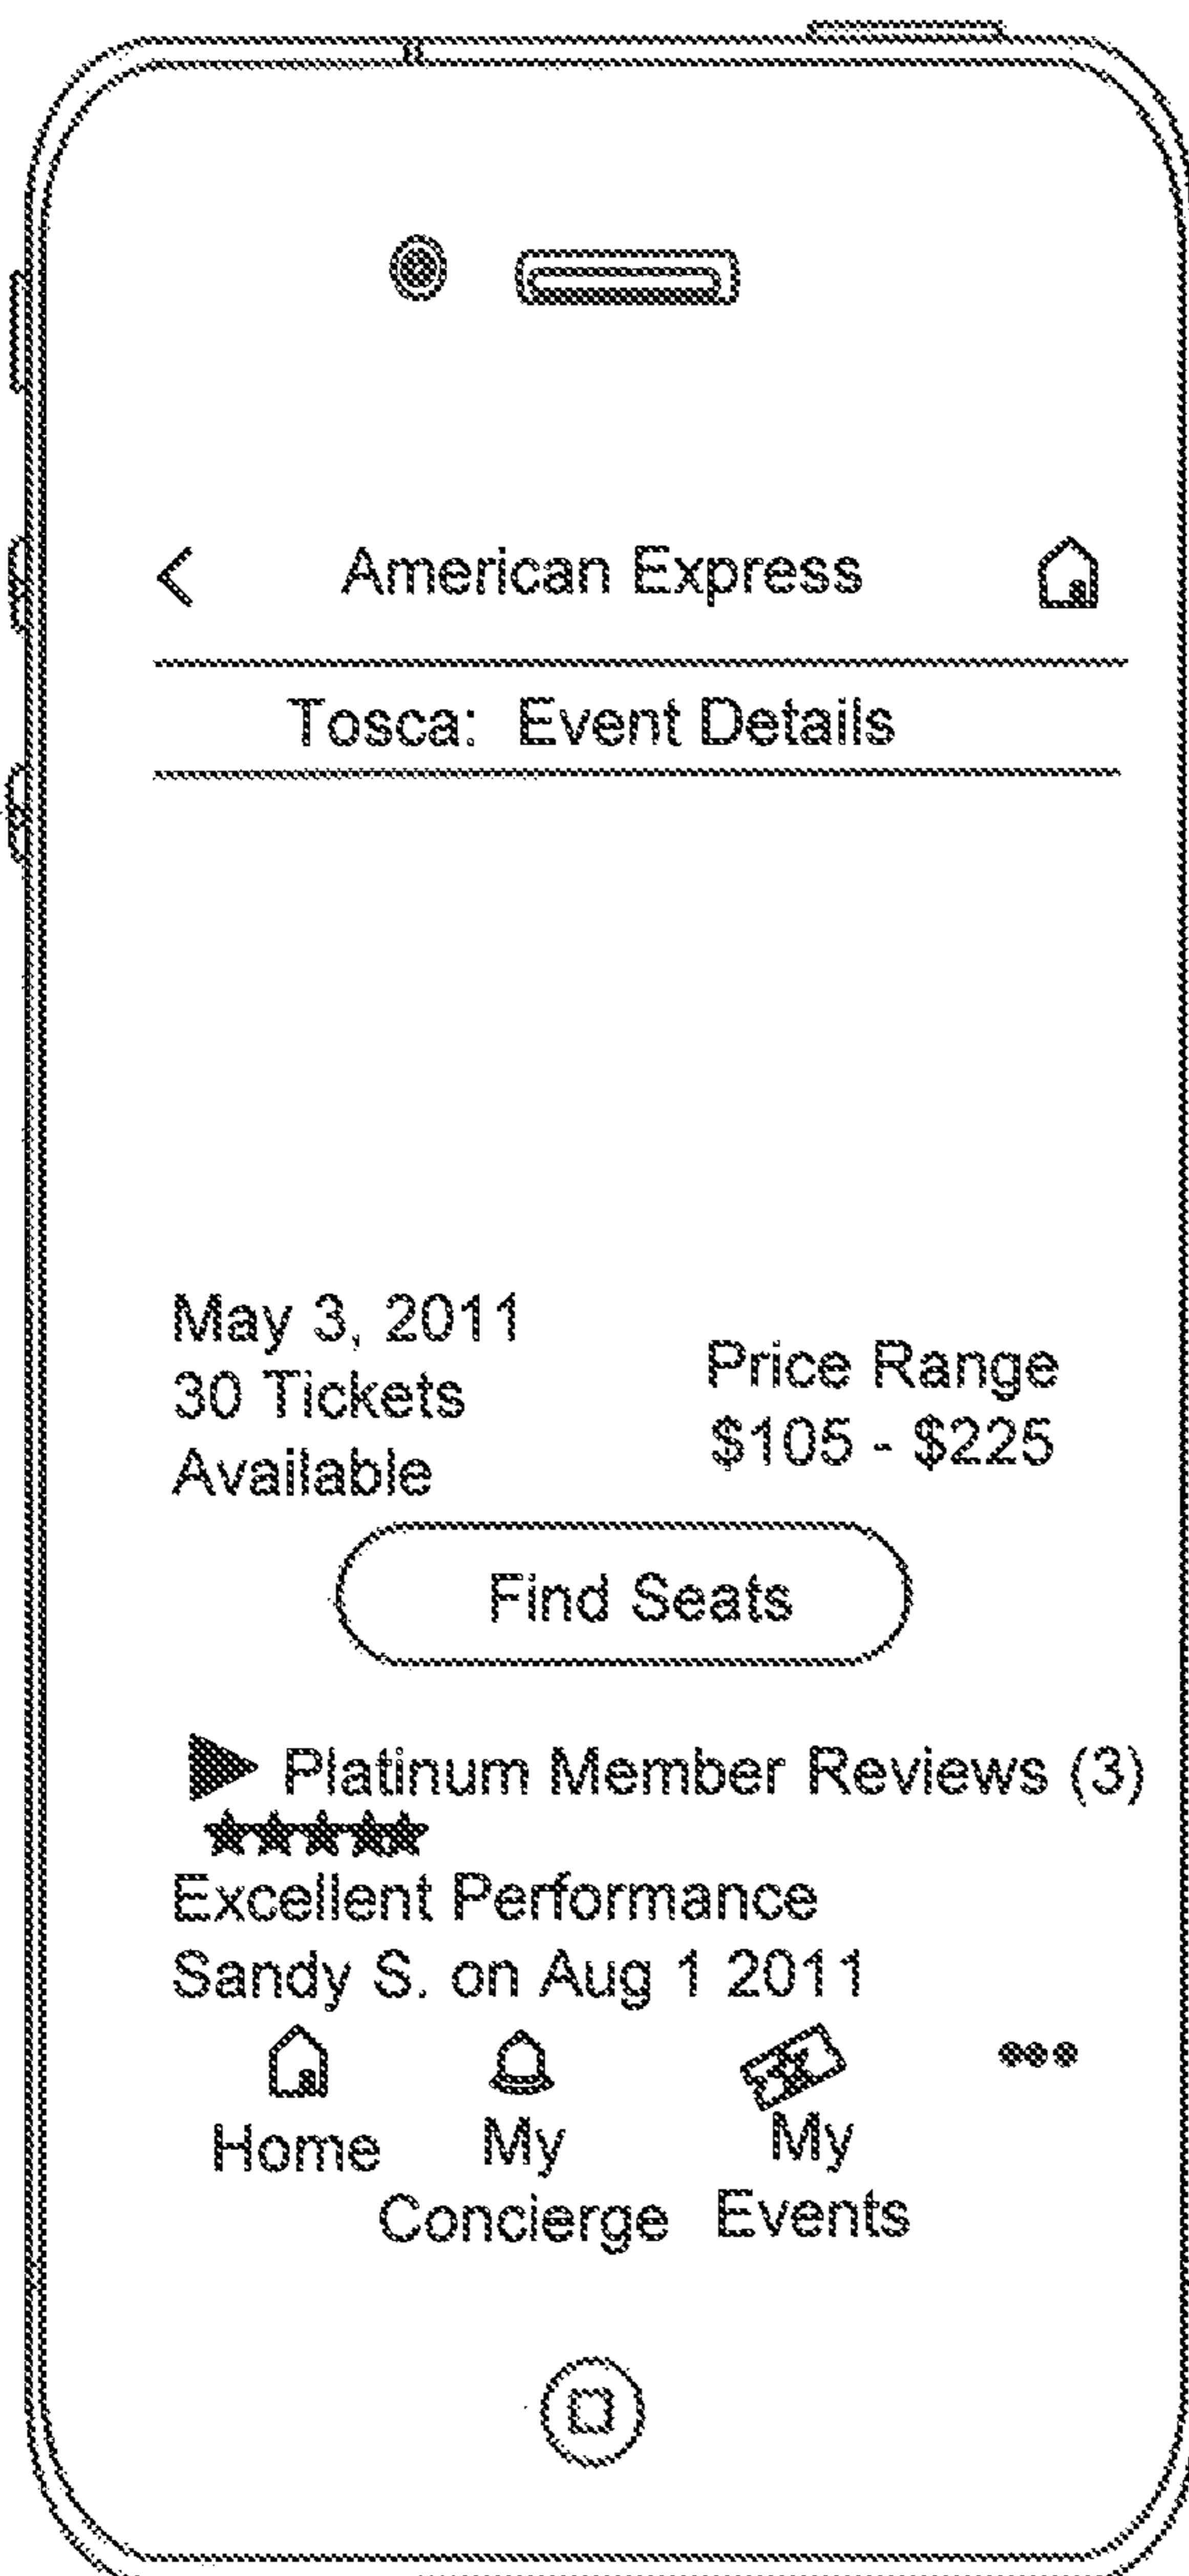 American Express
Tosca: Event Details
May 3, 2011
30 Tickets
Available
Price Range
$105 - $225
Find Seats
Platinum Member Reviews (3)
Excellent Performance
Sandy S. on Aug 1 2011
Home
My
Concierge
My
Events